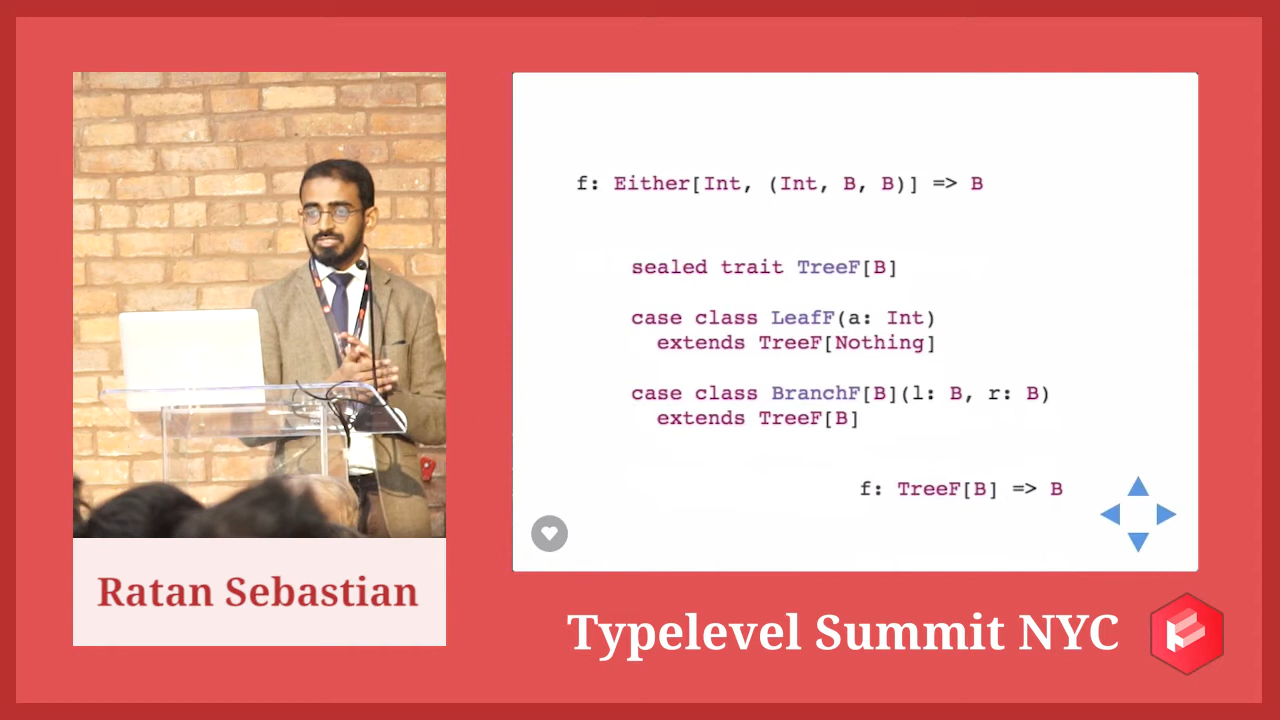 f: Either[Int, (Int, B, B)] => B
sealed trait TreeF[B]
case class LeafF(a: Int)
extends TreeF[Nothing]
case class BranchF[B](l: B, r: B)
extends TreeF[B]
f: TreeF[B] => B
Ratan Sebastian
Typelevel Summit NYC